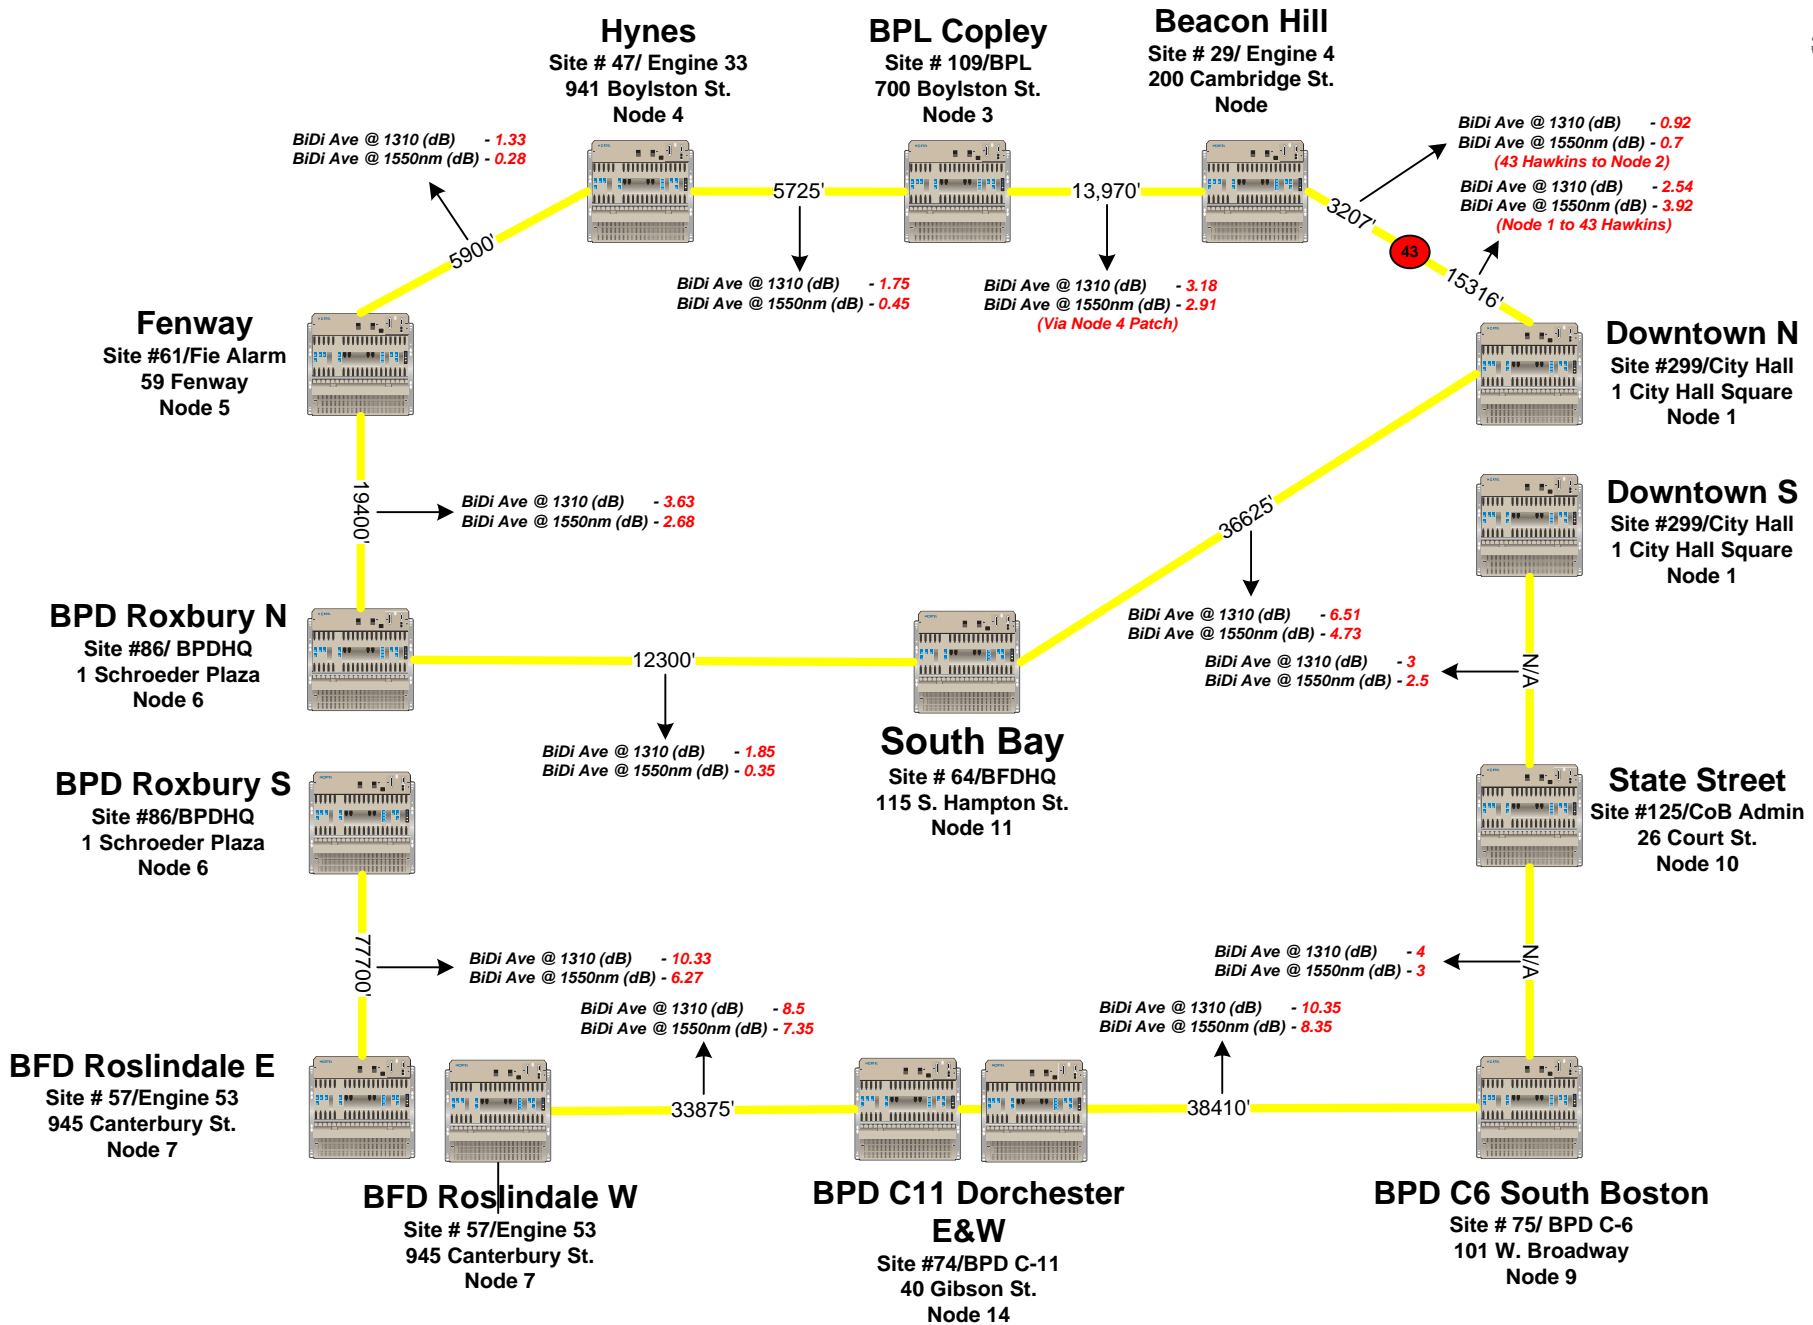 Hynes
Site # 47/ Engine 33
941 Boylston St.
Node 4
BPL Copley
Site # 109/BPL
700 Boylston St.
Node 3
Beacon Hill
Site # 29/ Engine 4
200 Cambridge St.
Node
BiDi Ave @ 1310 (dB) - 1.33
BiDi Ave @ 1550nm (dB) - 0.28
BiDi Ave @ 1310 (dB) - 0.92
BiDi Ave @ 1550nm (dB) - 0.7
(43 Hawkins to Node 2)
BiDi Ave @ 1310 (dB) - 2.54
BiDi Ave @ 1550nm (dB) - 3.92
(Node 1 to 43 Hawkins)
5900'
5725'
13,970'
3207'
43
15316'
BiDi Ave @ 1310 (dB) - 1.75
BiDi Ave @ 1550nm (dB) - 0.45
BiDi Ave @ 1310 (dB) - 3.18
BiDi Ave @ 1550nm (dB) - 2.91
(Via Node 4 Patch)
Fenway
Site #61/Fie Alarm
59 Fenway
Node 5
Downtown N
Site #299/City Hall
1 City Hall Square
Node 1
19400'
BiDi Ave @ 1310 (dB) - 3.63
BiDi Ave @ 1550nm (dB) - 2.68
36625'
Downtown S
Site #299/City Hall
1 City Hall Square
Node 1
BPD Roxbury N
Site #86/ BPDHQ
1 Schroeder Plaza
Node 6
12300'
BiDi Ave @ 1310 (dB) - 6.51
BiDi Ave @ 1550nm (dB) - 4.73
BiDi Ave @ 1310 (dB) - 3
BiDi Ave @ 1550nm (dB) - 2.5
N/A
BiDi Ave @ 1310 (dB) - 1.85
BiDi Ave @ 1550nm (dB) - 0.35
South Bay
Site # 64/BFDHQ
115 S. Hampton St.
Node 11
BPD Roxbury S
Site #86/BPDHQ
1 Schroeder Plaza
Node 6
State Street
Site #125/CoB Admin
26 Court St.
Node 10
77700'
BiDi Ave @ 1310 (dB) - 10.33
BiDi Ave @ 1550nm (dB) - 6.27
BiDi Ave @ 1310 (dB) - 4
BiDi Ave @ 1550nm (dB) - 3
N/A
BiDi Ave @ 1310 (dB) - 8.5
BiDi Ave @ 1550nm (dB) - 7.35
BiDi Ave @ 1310 (dB) - 10.35
BiDi Ave @ 1550nm (dB) - 8.35
BFD Roslindale E
Site # 57/Engine 53
945 Canterbury St.
Node 7
33875'
38410'
BFD Roslindale W
Site # 57/Engine 53
945 Canterbury St.
Node 7
BPD C11 Dorchester
E&W
Site #74/BPD C-11
40 Gibson St.
Node 14
BPD C6 South Boston
Site # 75/ BPD C-6
101 W. Broadway
Node 9